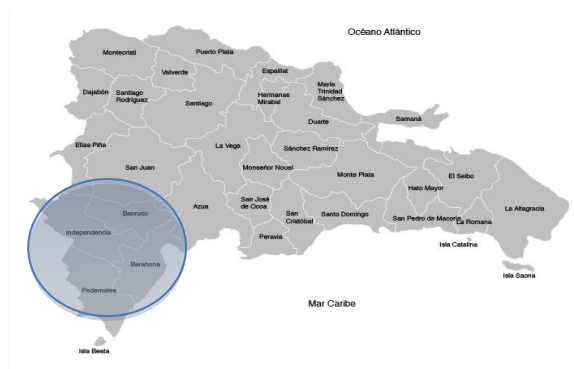 Océano Atlántico
Montecristi
Puerto Plata
Valverde
Espaillat
Dajabón
Santiago
Rodríguez
Santiago
Hermanas
Mirabal
María
Trinidad
Sánchez
Duarte
Samaná
Elías Piña
San Juan
La Vega
Sánchez Ramírez
Monseñor Nouel
Monte Plata
El Seibo
Hato Mayor
La Altagracia
Baoruco
Azua
San José
de Ocoa
San
Cristóbal
Santo Domingo
San Pedro de Macorís
La Romana
Independencia
Peravia
Isla Catalina
Barahona
Isla Saona
Pedernales
Mar Caribe
Isla Beata